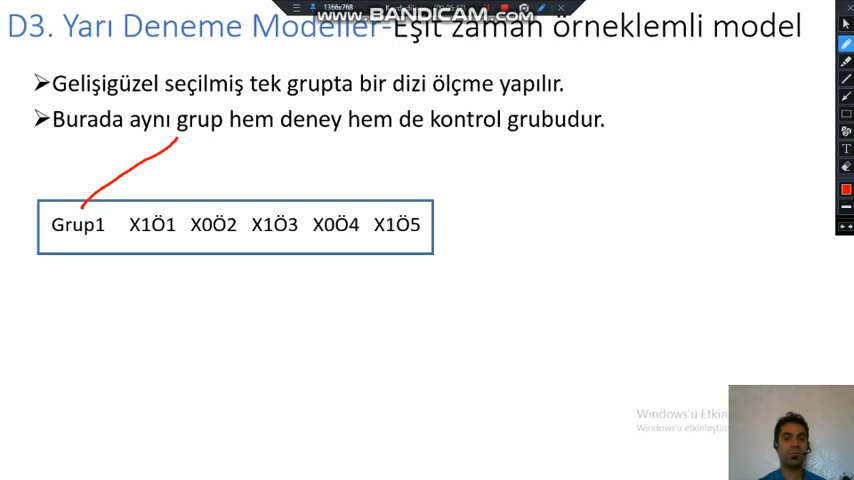 1366x768
www.BANDICAM.com
D3. Yarı Deneme Modeller-Eşit zaman örneklemli model
➢Gelişigüzel seçilmiş tek grupta bir dizi ölçme yapılır.
➢Burada aynı grup hem deney hem de kontrol grubudur.
Grup1 X1Ö1 X0Ö2 X1Ö3 X0Ö4 X1Ö5
Windows'u Etkin
Windows'u etkinleştirm